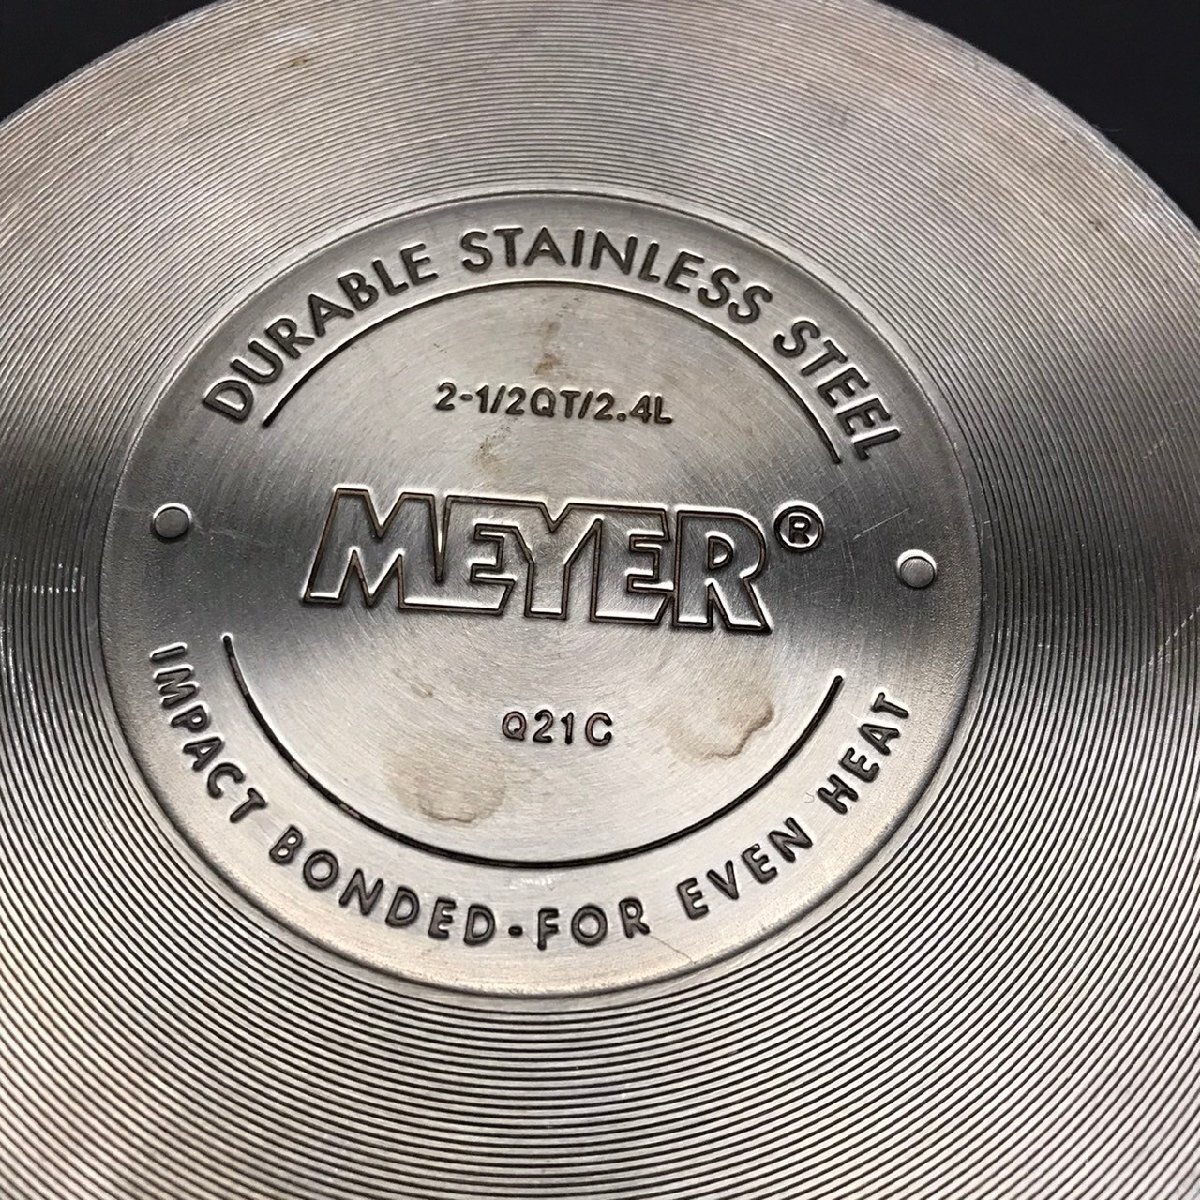 DURABLE STAINLESS STEEL
2-1/2QT/2.4L
MEYER®
Q21C
IMPACT BONDED-FOR EVEN HEAT